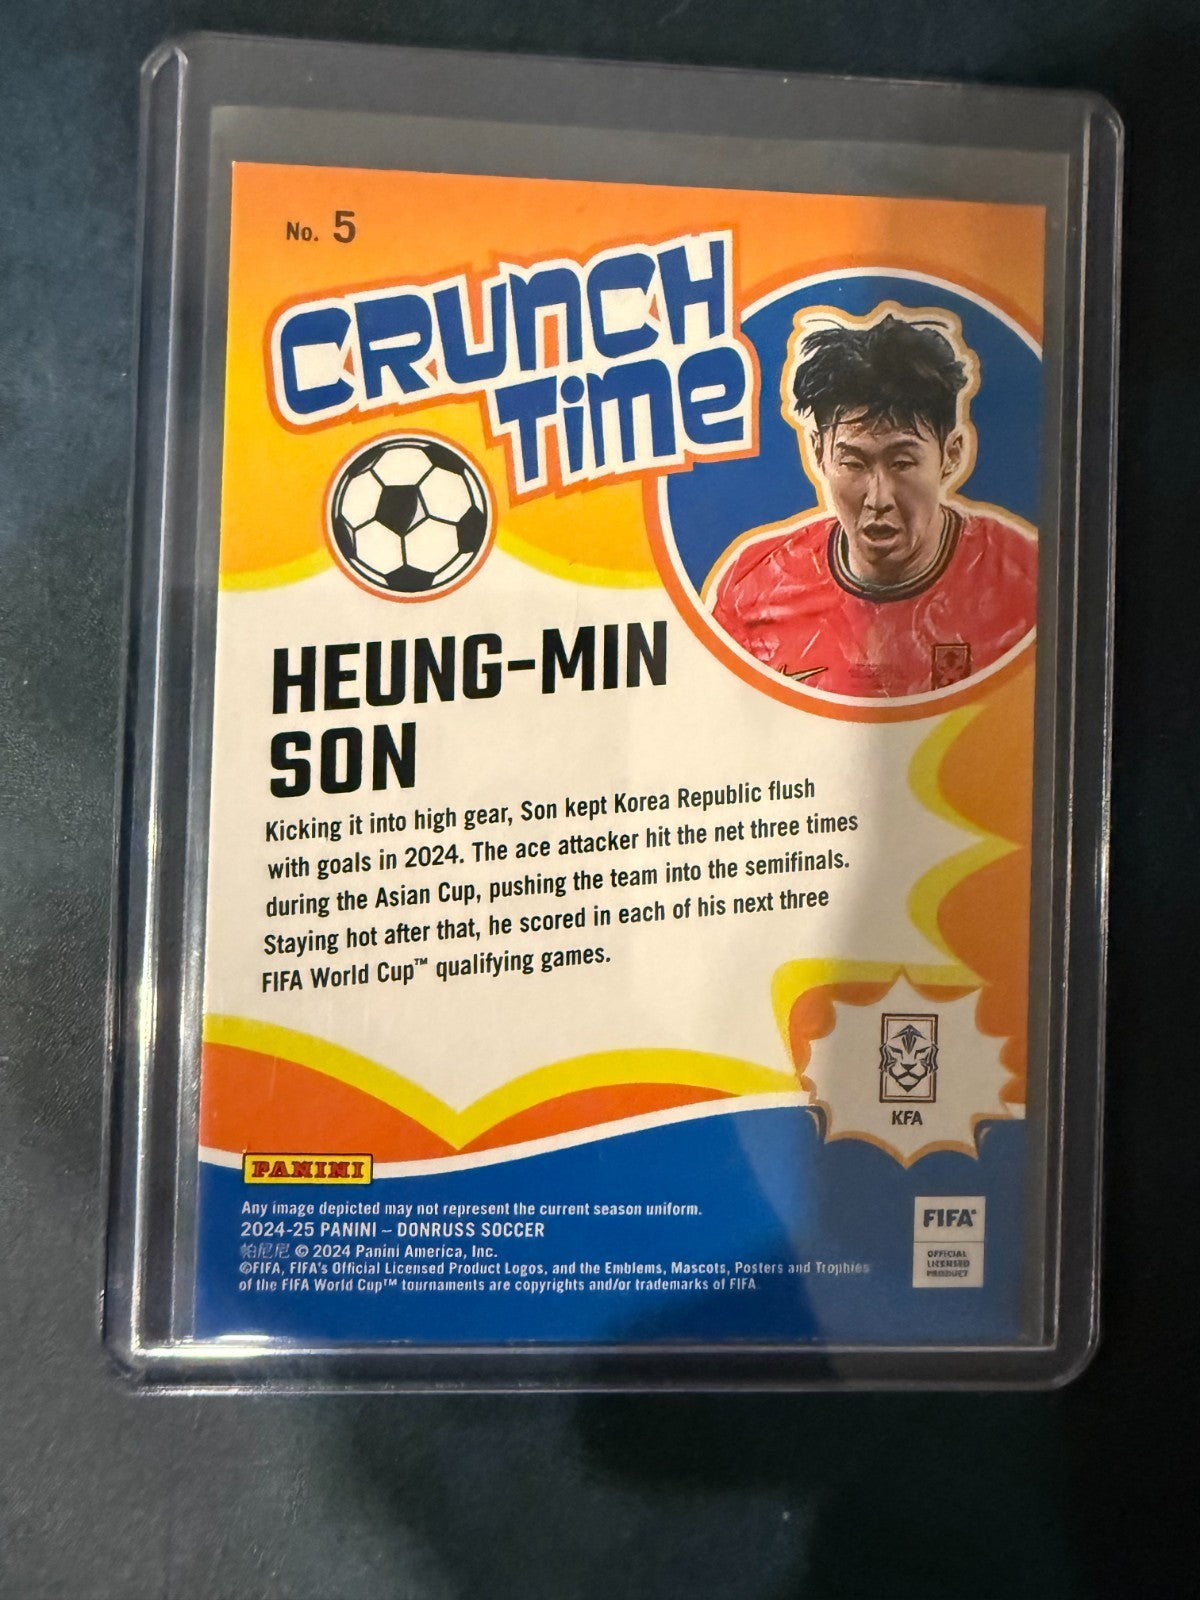 No. 5
CRUNCH
TIME
HEUNG-MIN
SON
Kicking it into high gear, Son kept Korea Republic flush
with goals in 2024. The ace attacker hit the net three times
during the Asian Cup, pushing the team into the semifinals.
Staying hot after that, he scored in each of his next three
FIFA World Cup™ qualifying games.
KFA
PANINI
Any image depicted may not represent the current season uniform.
2024-25 PANINI – DONRUSS SOCCER
帕尼尼 © 2024 Panini America, Inc.
©FIFA, FIFA's Official Licensed Product Logos, and the Emblems, Mascots, Posters and Trophies
of the FIFA World Cup™ tournaments are copyrights and/or trademarks of FIFA.
FIFA®
OFFICIAL
LICENSED
PRODUCT